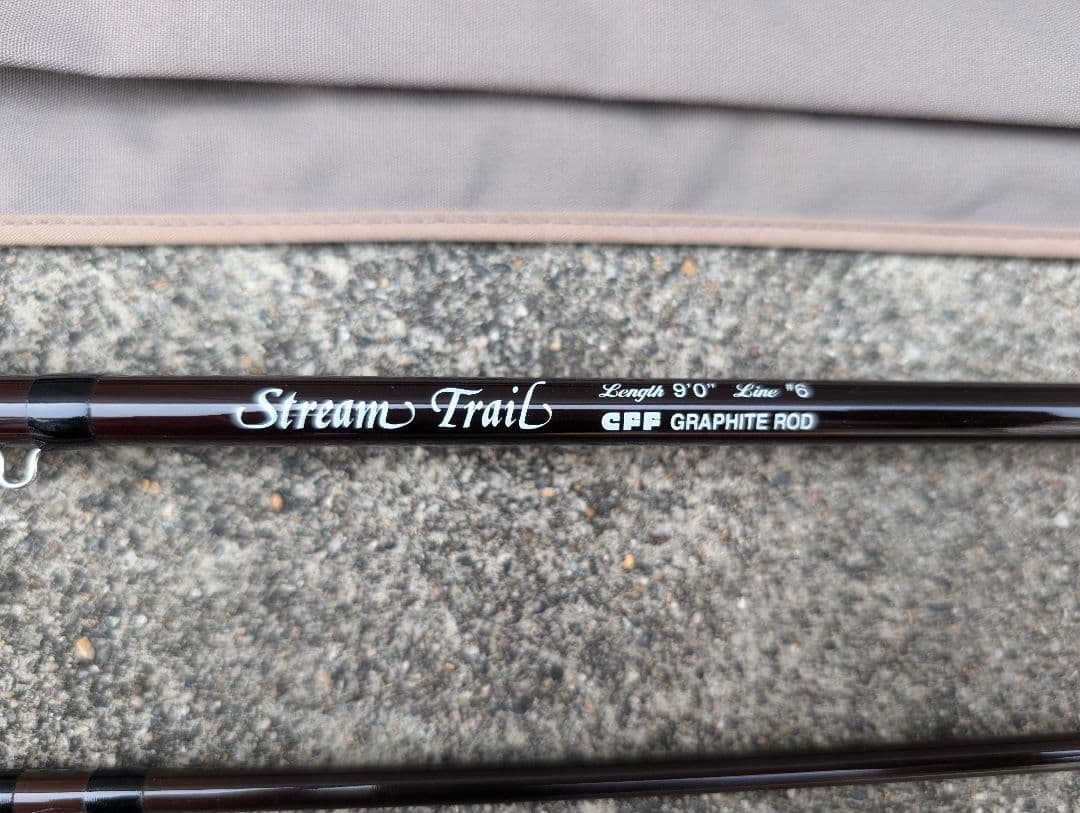 Stream Trail
Length 9'0" Line #6
CFF GRAPHITE ROD